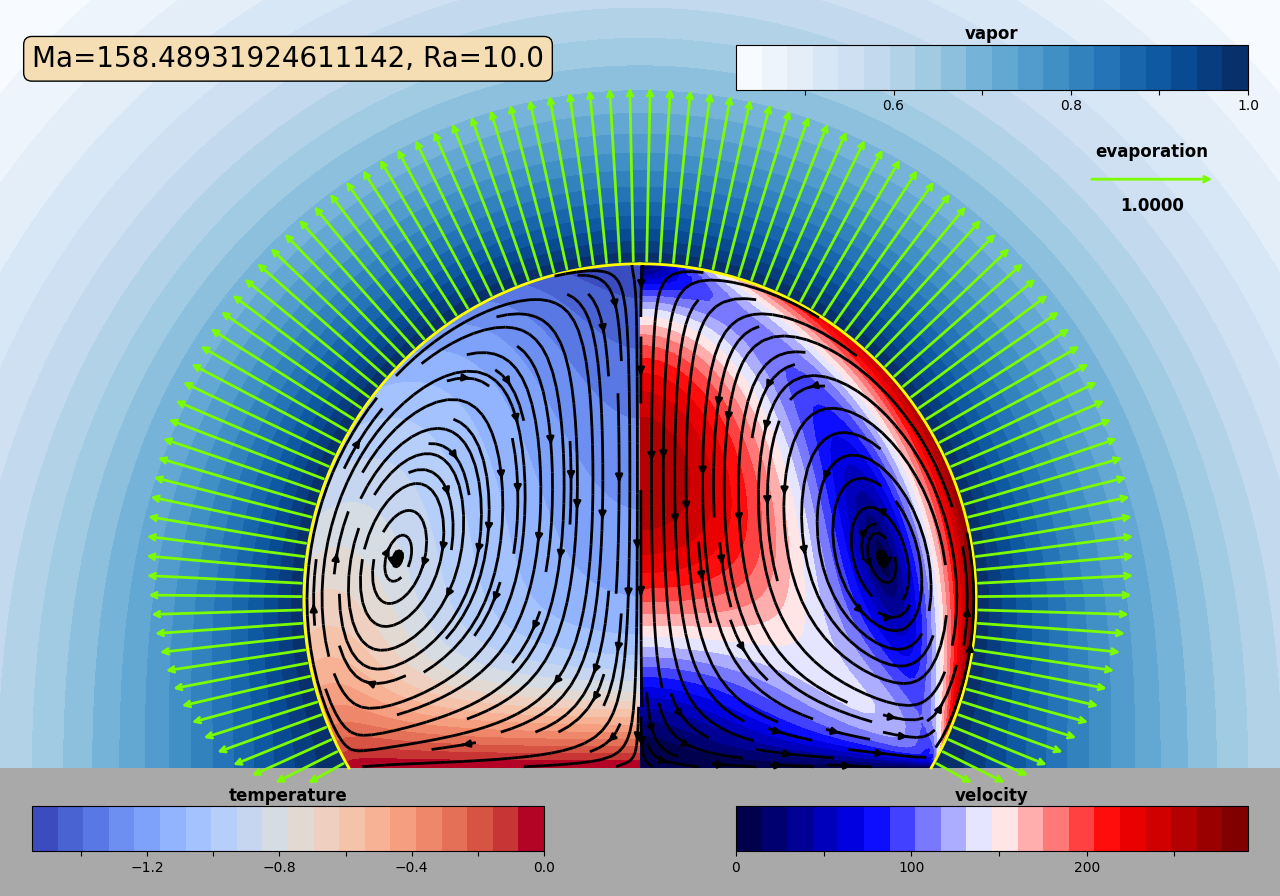 Ma=158.48931924611142, Ra=10.0
vapor
0.6 0.8 1.0
evaporation
1.0000
temperature
−1.2 −0.8 −0.4 0.0
velocity
0 100 200